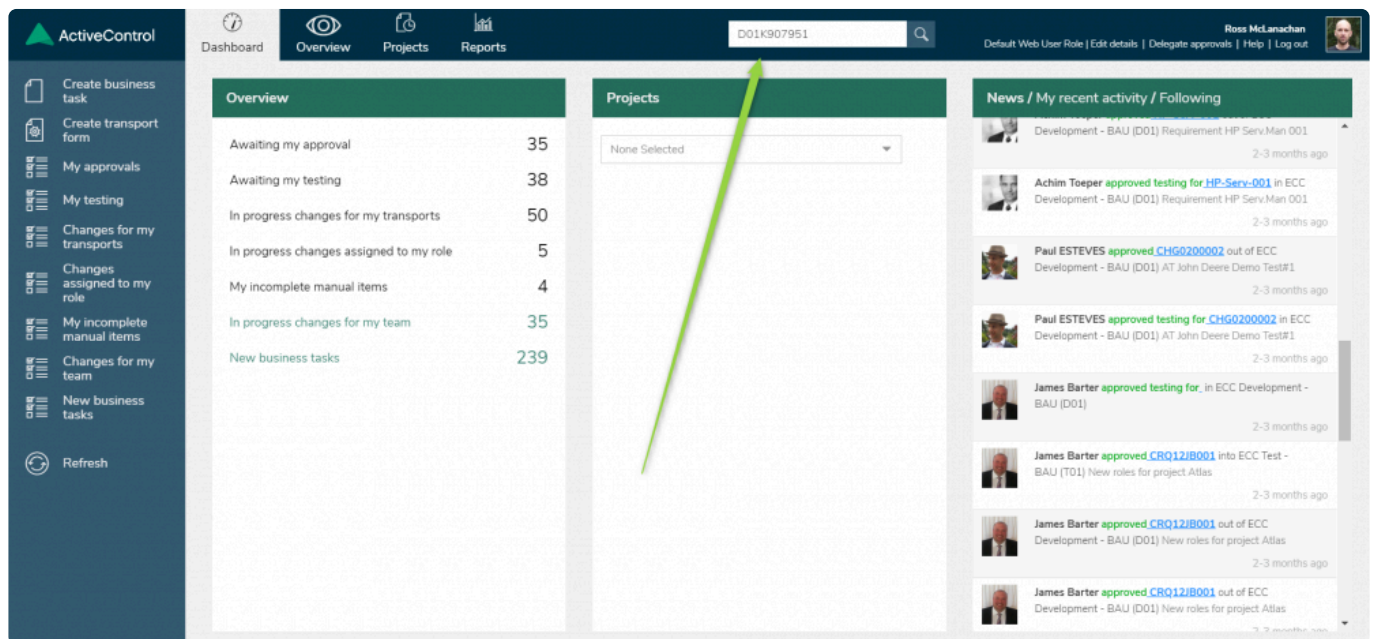 ActiveControl
Dashboard
Overview
Projects
Reports
D01K907951
Ross McLanachan
Default Web User Role | Edit details | Delegate approvals | Help | Log out
Create business
task
Create transport
form
My approvals
My testing
Changes for my
transports
Changes
assigned to my
role
My incomplete
manual items
Changes for my
team
New business
tasks
Refresh
Overview
Awaiting my approval 35
Awaiting my testing 38
In progress changes for my transports 50
In progress changes assigned to my role 5
My incomplete manual items 4
In progress changes for my team 35
New business tasks 239
Projects
None Selected
News / My recent activity / Following
Development - BAU (D01) Requirement HP Serv.Man 001
2-3 months ago
Achim Toeper approved testing for HP-Serv-001 in ECC
Development - BAU (D01) Requirement HP Serv.Man 001
2-3 months ago
Paul ESTEVES approved CHG0200002 out of ECC
Development - BAU (D01) AT John Deere Demo Test#1
2-3 months ago
Paul ESTEVES approved testing for CHG0200002 in ECC
Development - BAU (D01) AT John Deere Demo Test#1
2-3 months ago
James Barter approved testing for in ECC Development -
BAU (D01)
2-3 months ago
James Barter approved CRQ12JB001 into ECC Test -
BAU (T01) New roles for project Atlas
2-3 months ago
James Barter approved CRQ12JB001 out of ECC
Development - BAU (D01) New roles for project Atlas
2-3 months ago
James Barter approved CRQ12JB001 out of ECC
Development - BAU (D01) New roles for project Atlas